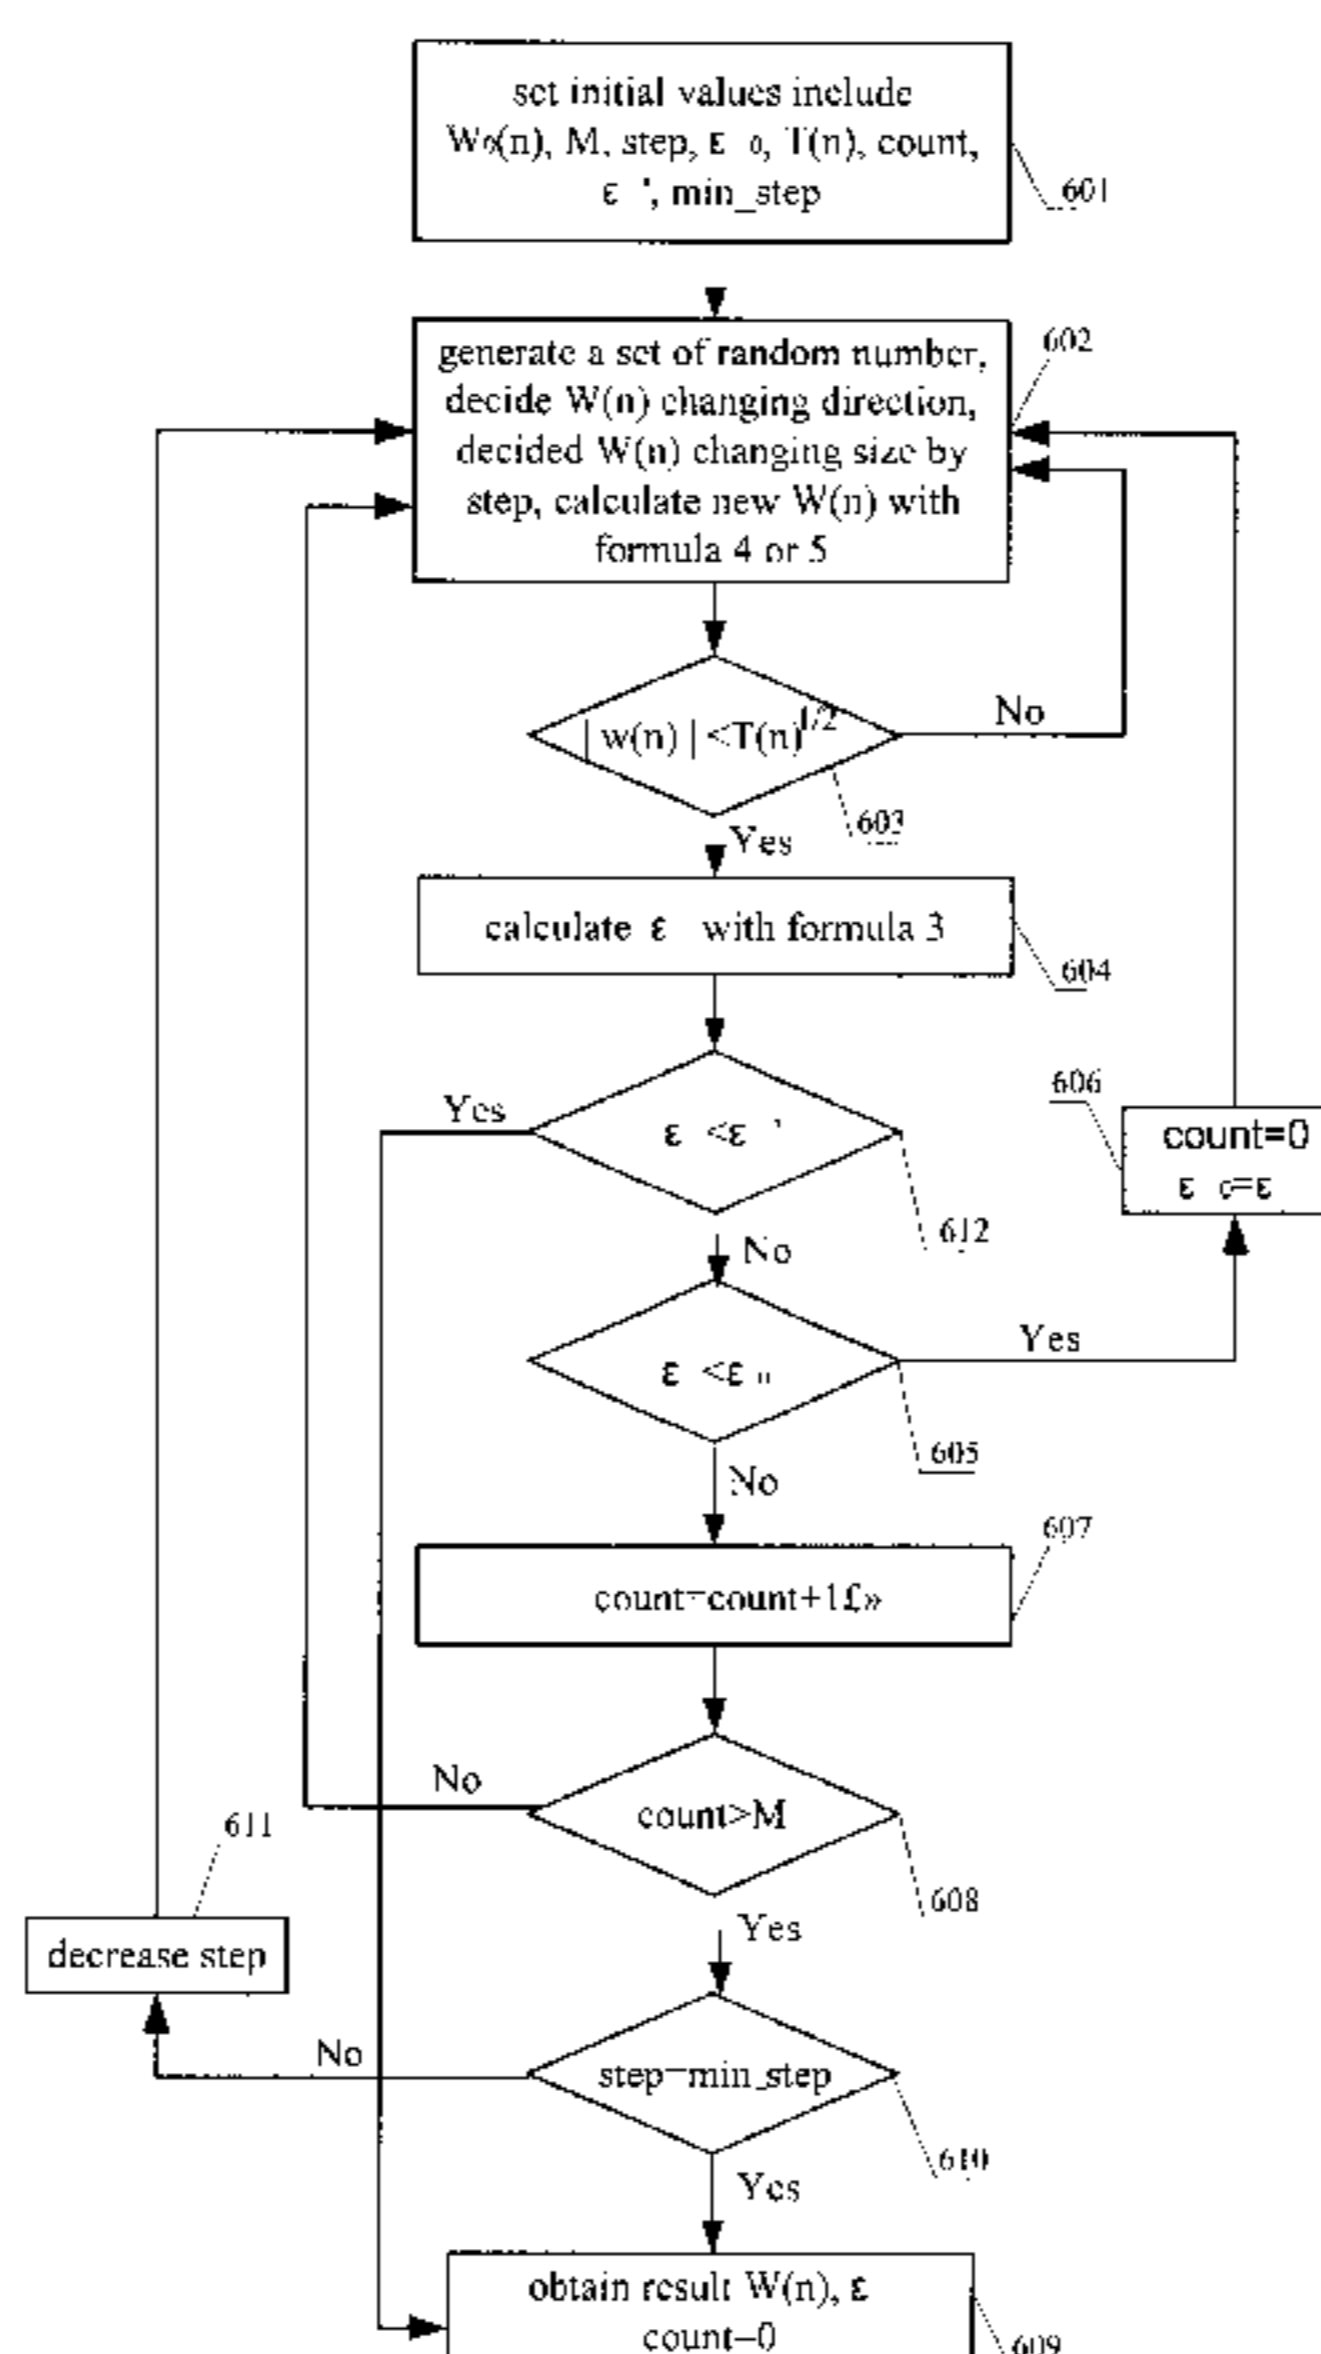 set initial values include
W₀(n), M, step, ε ₀, T(n), count,
ε ', min_step
601
generate a set of random number,
decide W(n) changing direction,
decided W(n) changing size by
step, calculate new W(n) with
formula 4 or 5
602
| w(n) | <T(n)^1/2
No
603
Yes
calculate ε with formula 3
604
Yes
ε <ε '
612
606
count=0
ε ₀=ε
No
ε <ε ₀
Yes
605
No
607
count=count+1£»
No
count>M
608
611
Yes
decrease step
No
step=min_step
610
Yes
obtain result W(n), ε
count=0
609